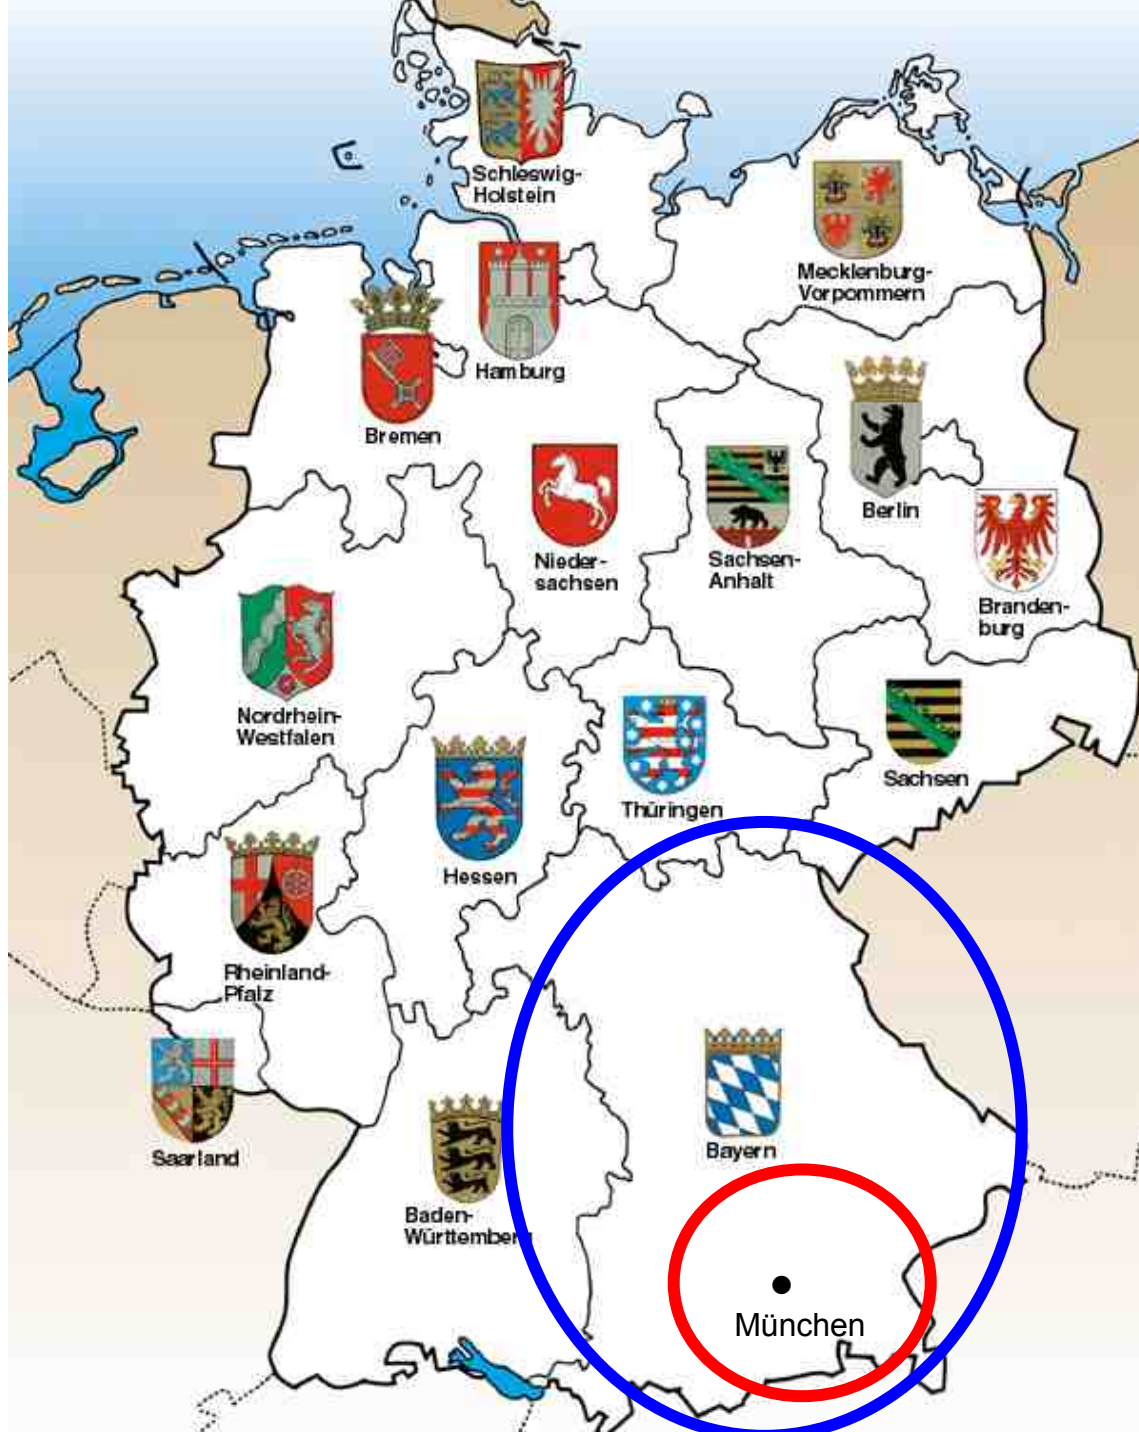 Schleswig-
Holstein
Mecklenburg-
Vorpommern
Hamburg
Bremen
Berlin
Nieder-
sachsen
Sachsen-
Anhalt
Branden-
burg
Nordrhein-
Westfalen
Sachsen
Thüringen
Hessen
Rheinland-
Pfalz
Saarland
Bayern
Baden-
Württemberg
München